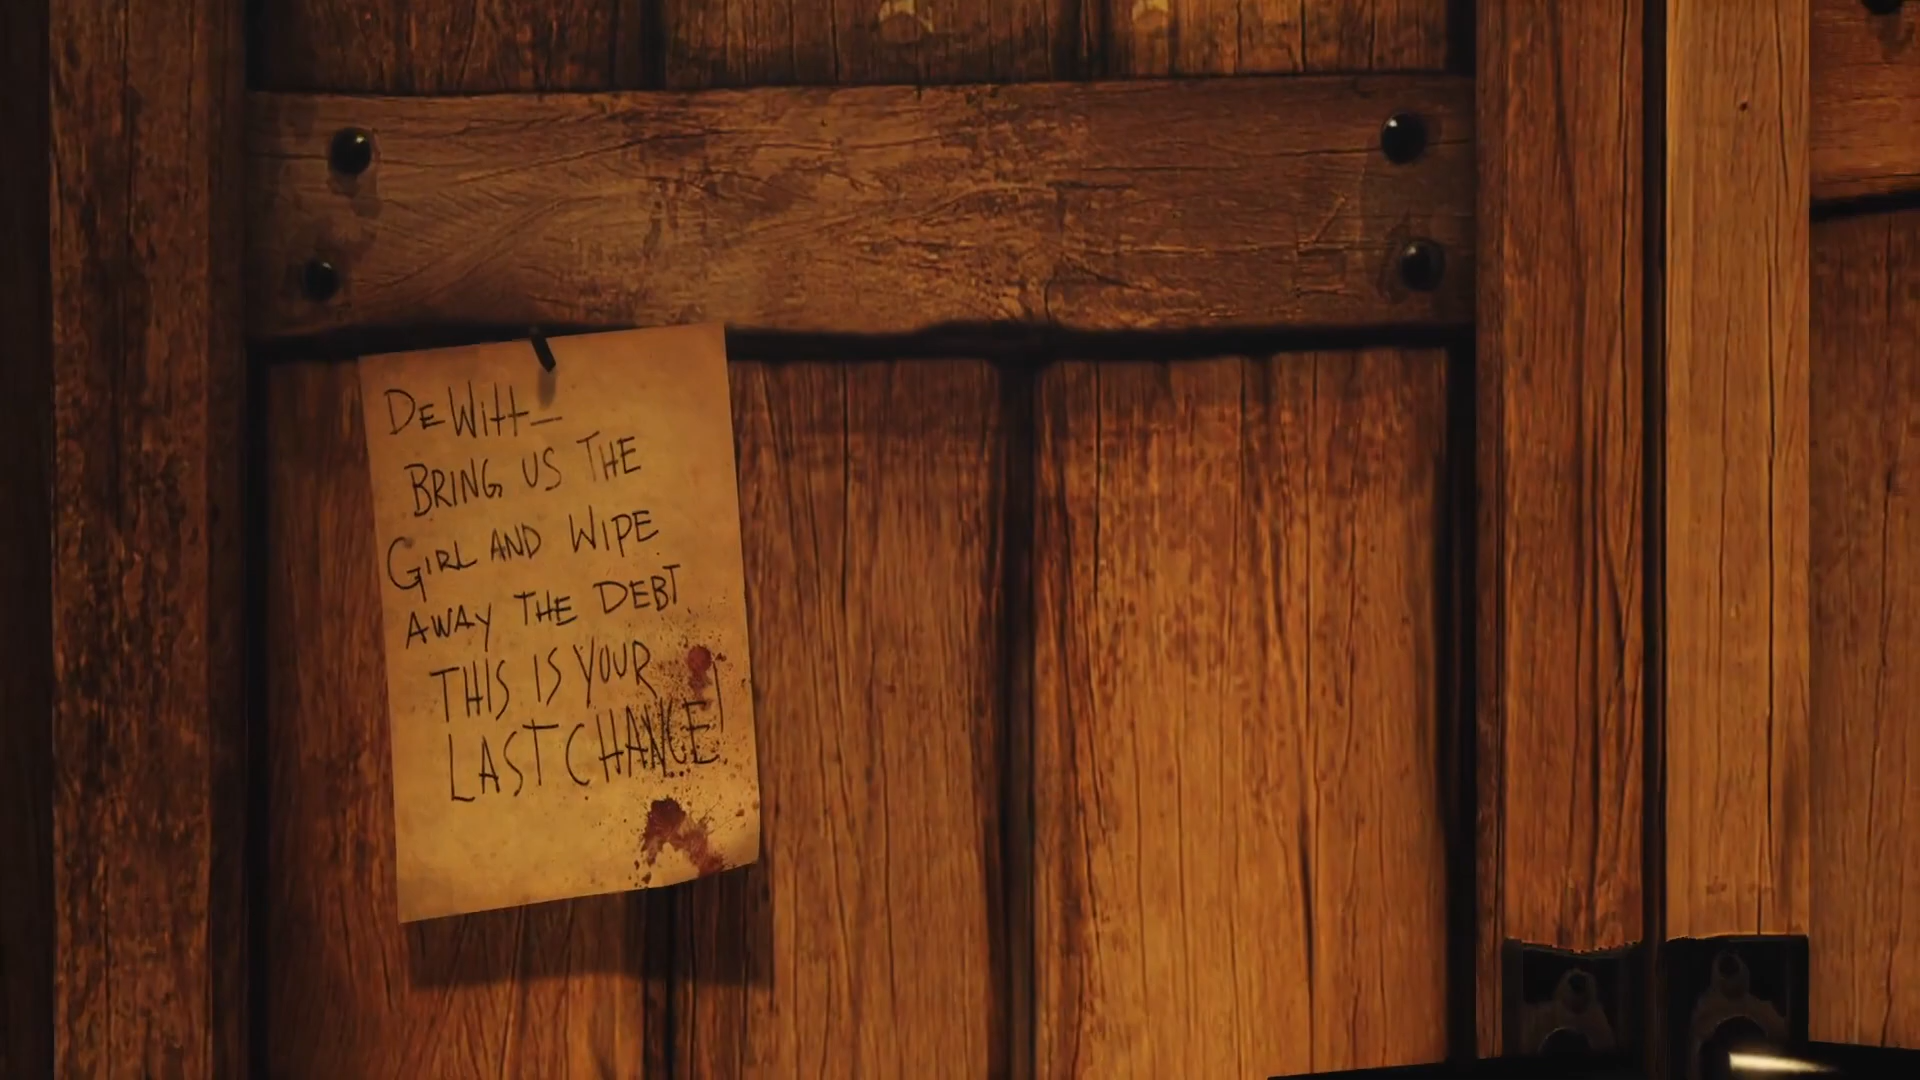 DEWitt—
BRING US THE
GIRL AND WIPE
AWAY THE DEBT
THIS IS YOUR
LAST CHANCE!